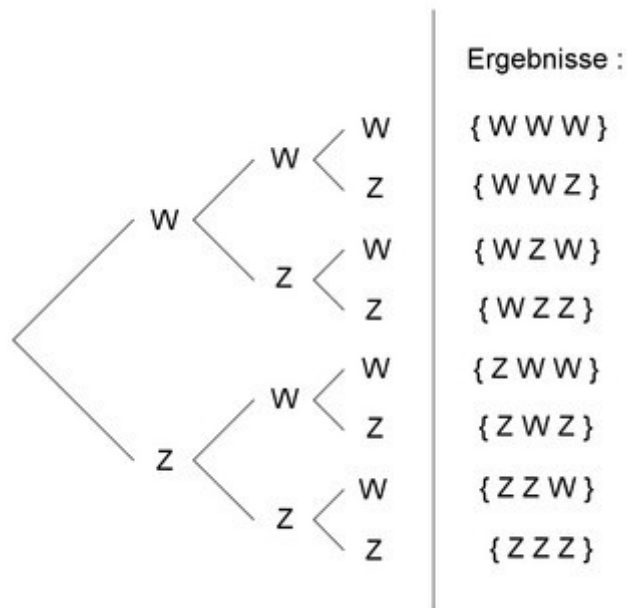 Ergebnisse :
W { W W W }
W
Z { W W Z }
W
W { W Z W }
Z
Z { W Z Z }
W { Z W W }
W
Z { Z W Z }
Z
W { Z Z W }
Z
Z { Z Z Z }